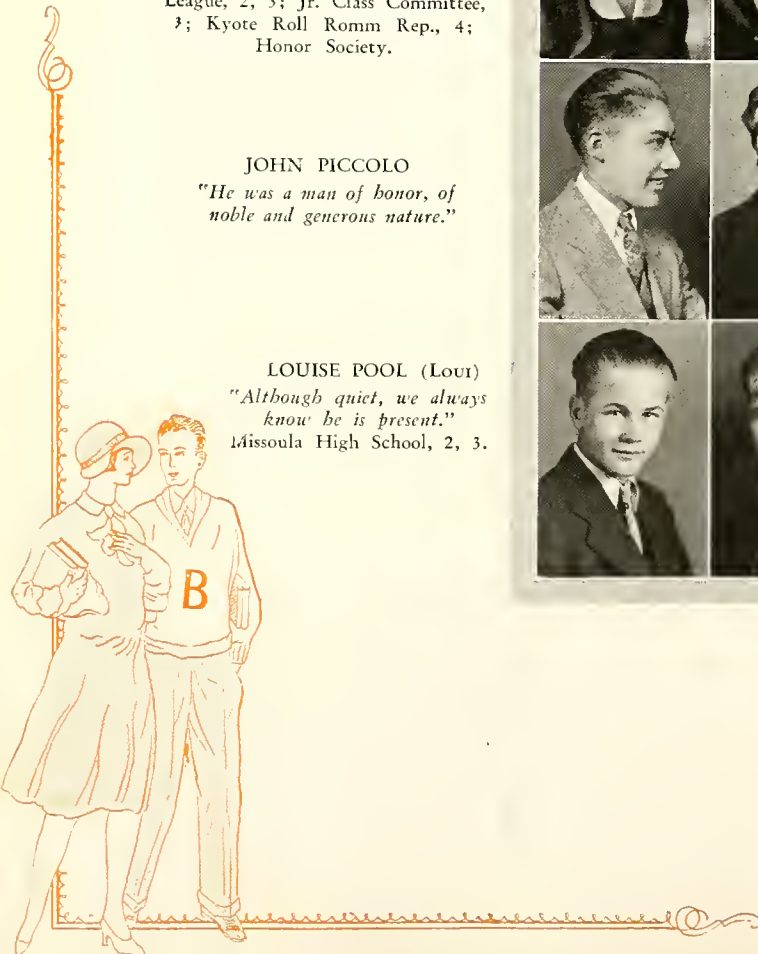 League, 2, 3; Jr. Class Committee,
3; Kyote Roll Romm Rep., 4;
Honor Society.
JOHN PICCOLO
"He was a man of honor, of
noble and generous nature."
LOUISE POOL (Loui)
"Although quiet, we always
know he is present."
Missoula High School, 2, 3.
B